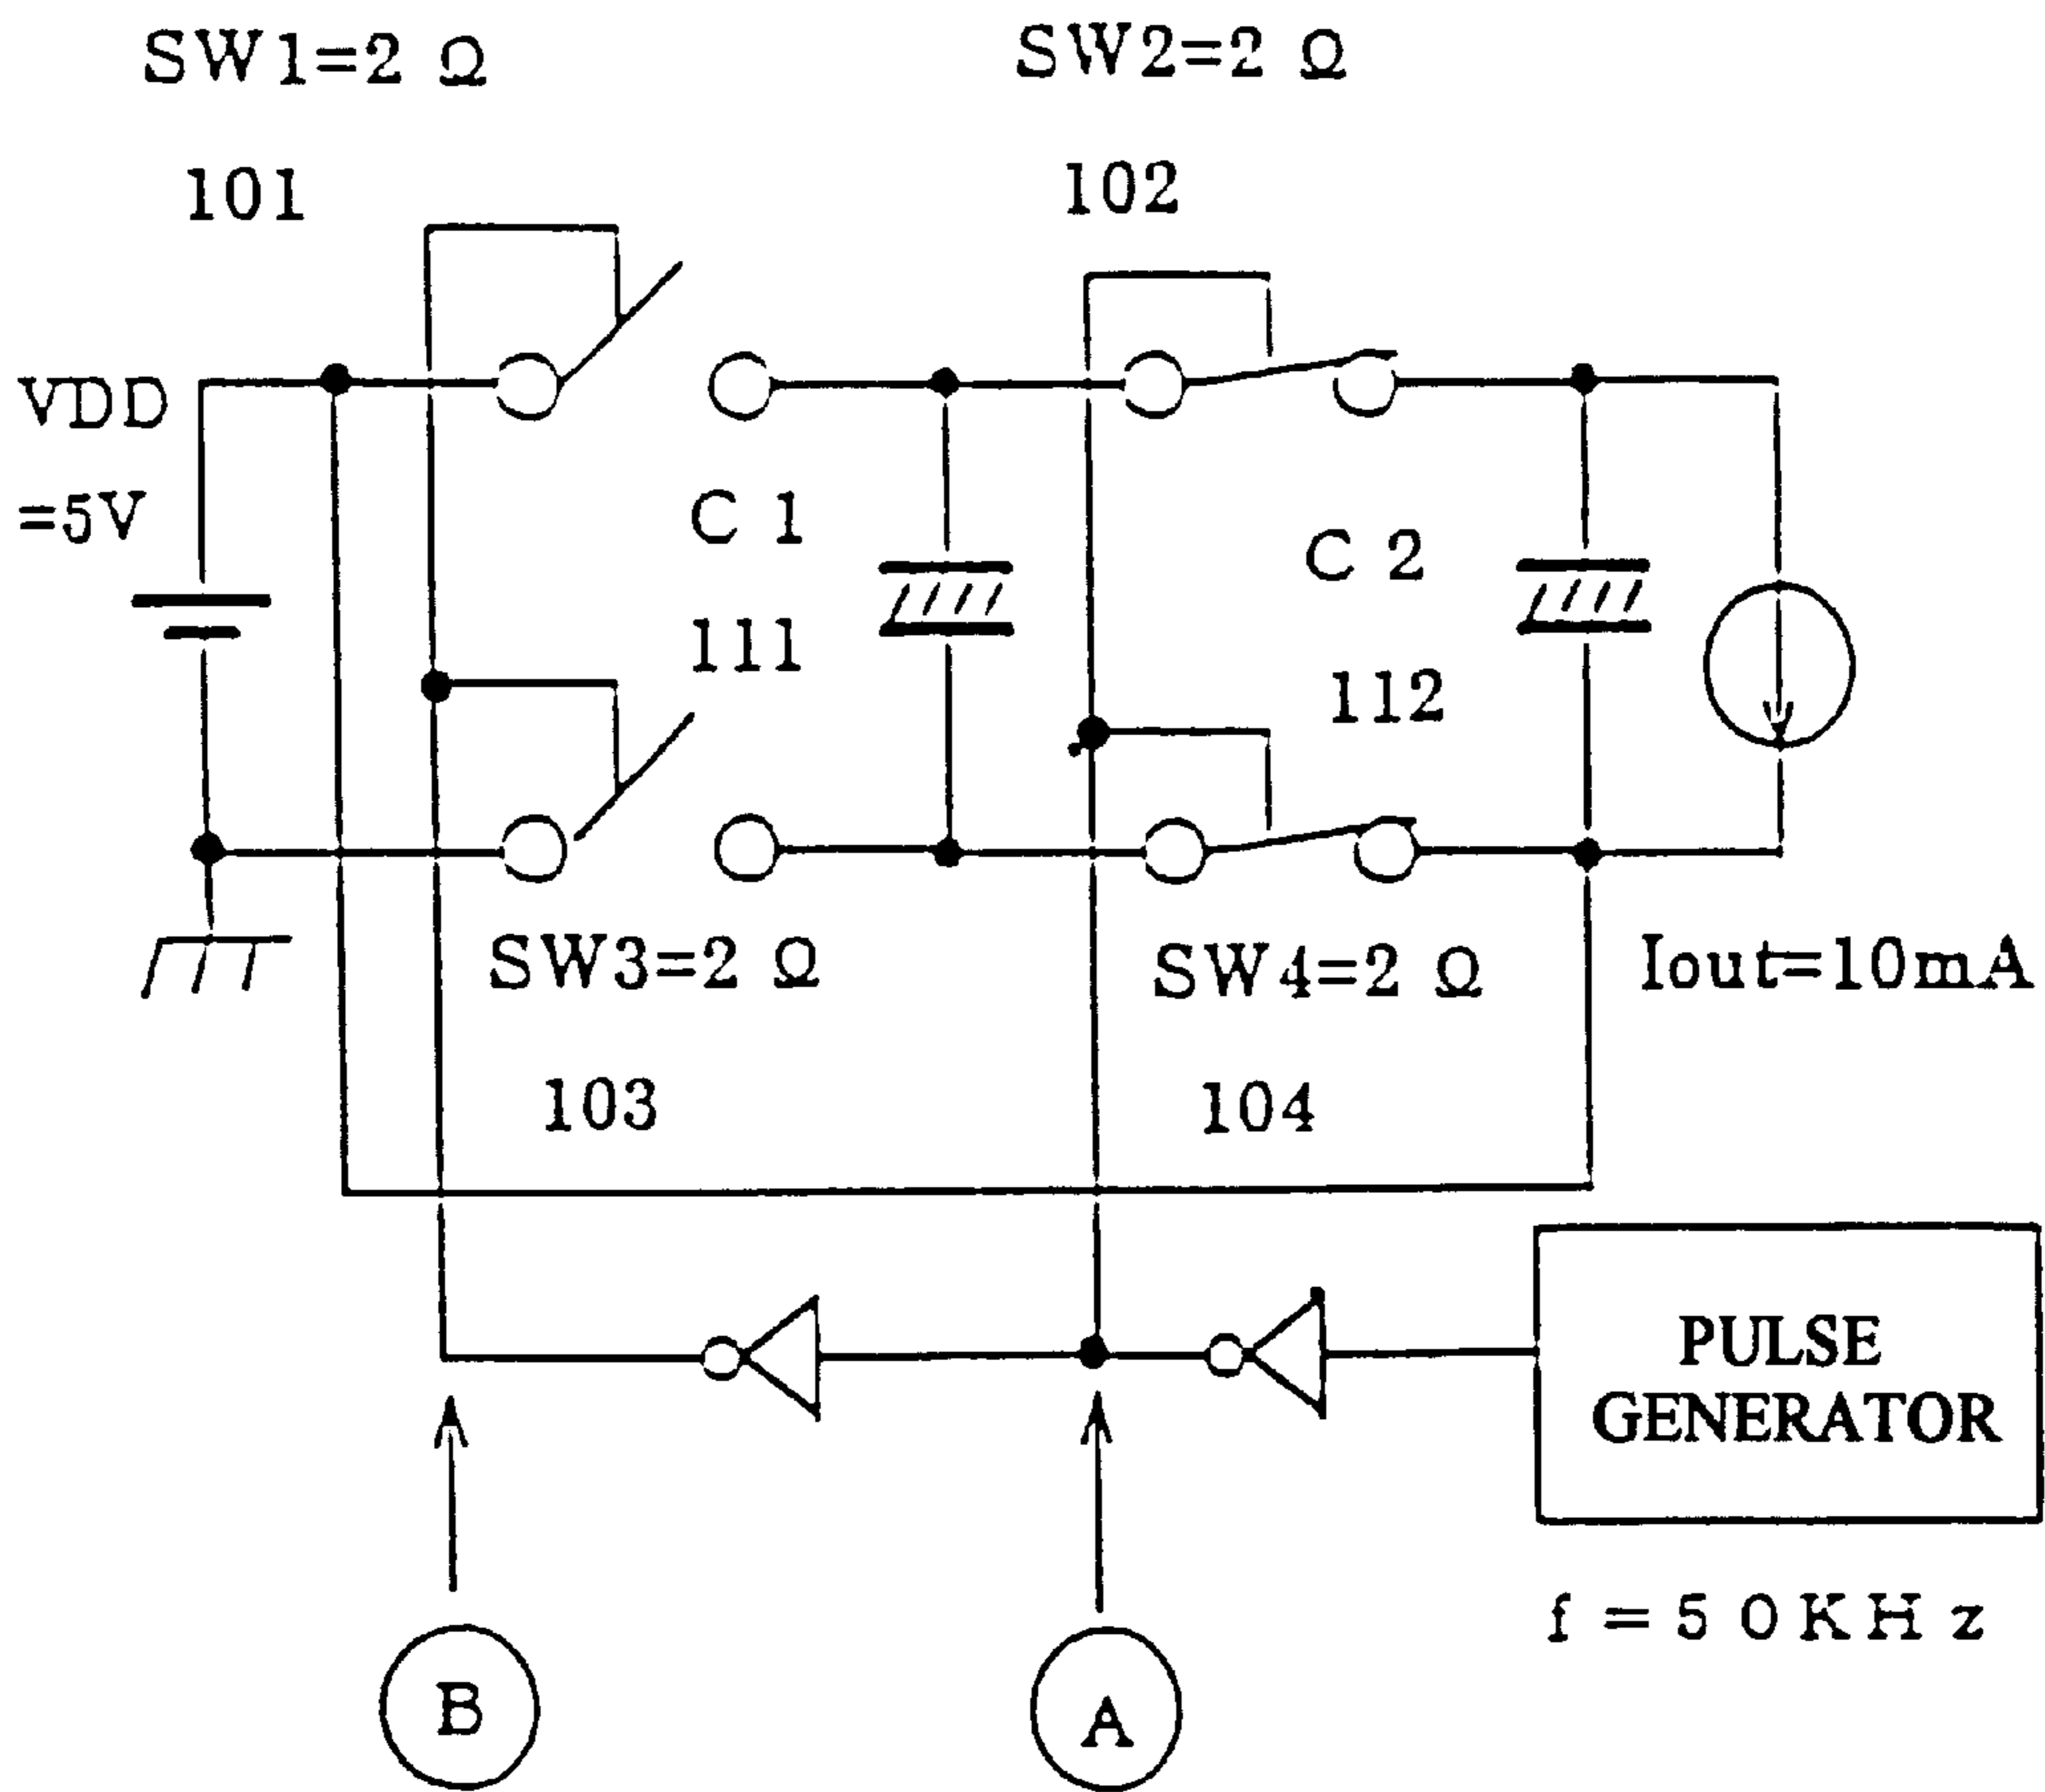 SW1=2 Ω
SW2=2 Ω
101
102
VDD
=5V
C 1
111
C 2
112
SW3=2 Ω
SW4=2 Ω
Iout=10mA
103
104
PULSE
GENERATOR
f = 5 0 K H z
B
A